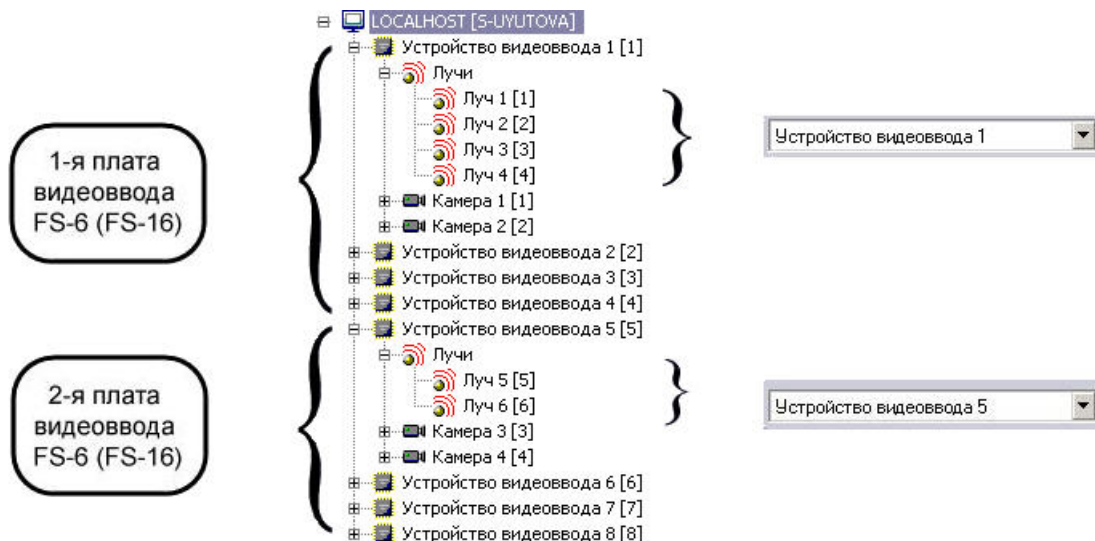 LOCALHOST [S-UYUTOVA]
Устройство видеоввода 1 [1]
Лучи
Луч 1 [1]
Луч 2 [2]
Луч 3 [3]
Луч 4 [4]
Камера 1 [1]
Камера 2 [2]
Устройство видеоввода 2 [2]
Устройство видеоввода 3 [3]
Устройство видеоввода 4 [4]
1-я плата
видеоввода
FS-6 (FS-16)
Устройство видеоввода 1
Устройство видеоввода 5 [5]
Лучи
Луч 5 [5]
Луч 6 [6]
Камера 3 [3]
Камера 4 [4]
Устройство видеоввода 6 [6]
Устройство видеоввода 7 [7]
Устройство видеоввода 8 [8]
2-я плата
видеоввода
FS-6 (FS-16)
Устройство видеоввода 5